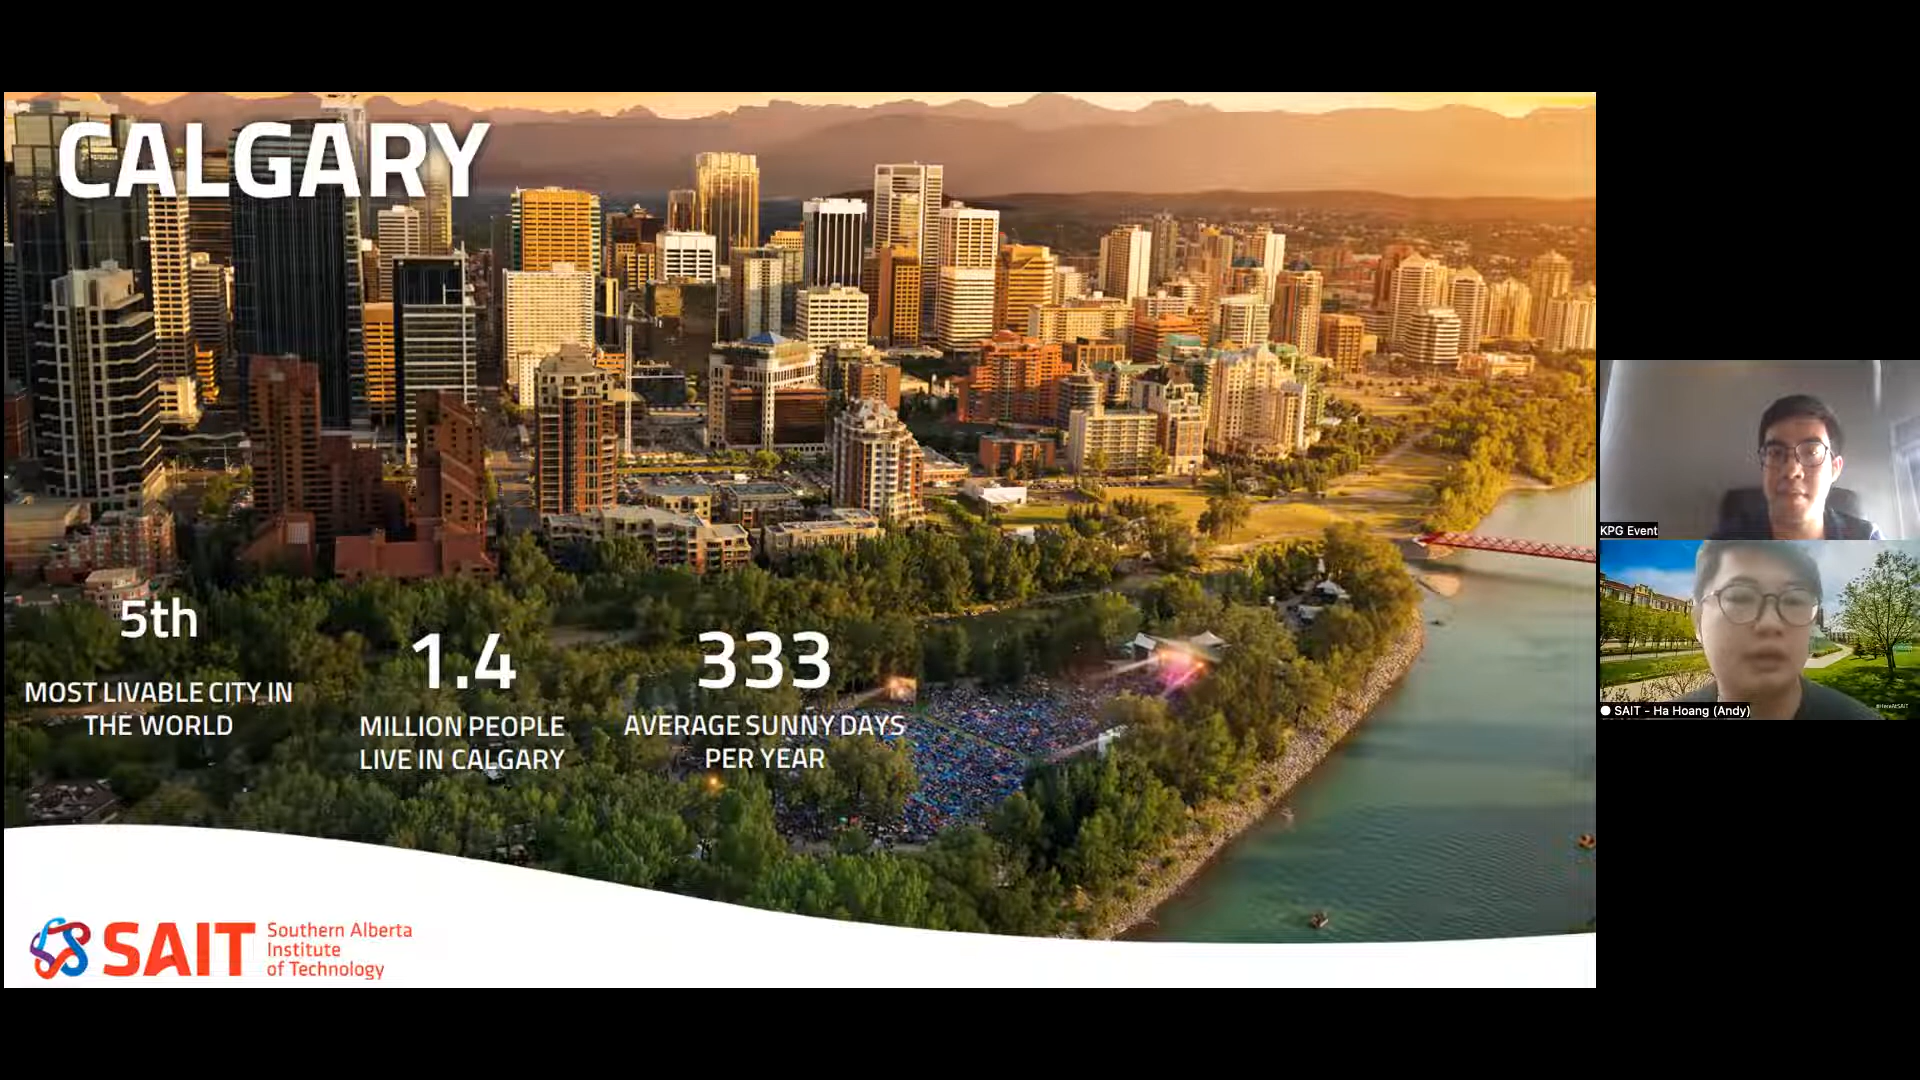 CALGARY
5th
MOST LIVABLE CITY IN
THE WORLD
1.4
MILLION PEOPLE
LIVE IN CALGARY
333
AVERAGE SUNNY DAYS
PER YEAR
SAIT
Southern Alberta
Institute
of Technology
KPG Event
SAIT - Ha Hoang (Andy)
#HereAtSAIT